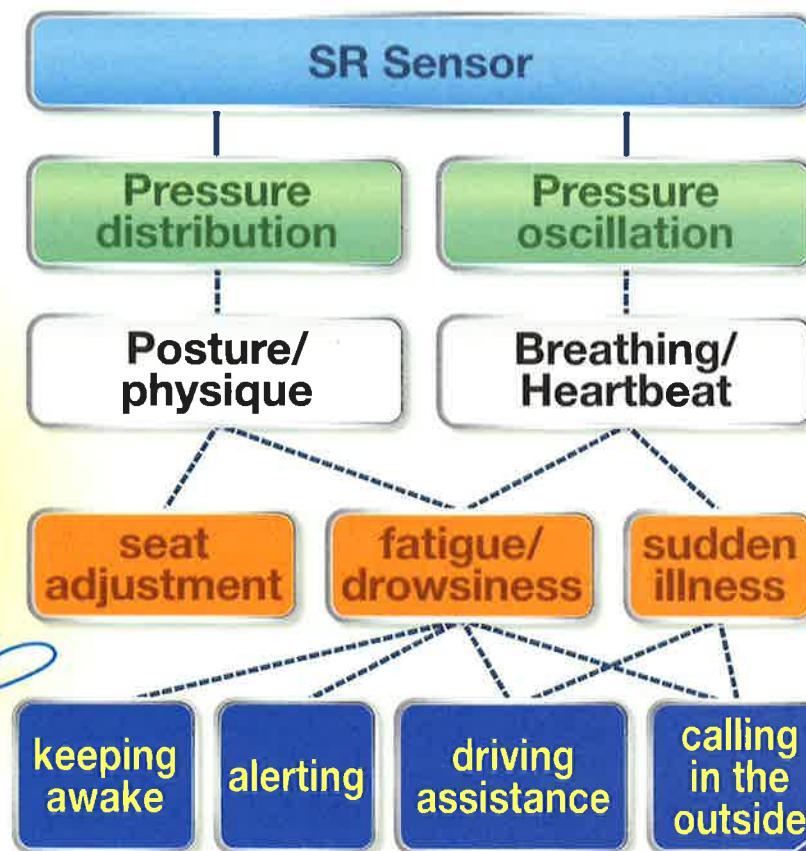 SR Sensor
Pressure
distribution
Pressure
oscillation
Posture/
physique
Breathing/
Heartbeat
seat
adjustment
fatigue/
drowsiness
sudden
illness
keeping
awake
alerting
driving
assistance
calling
in the
outside